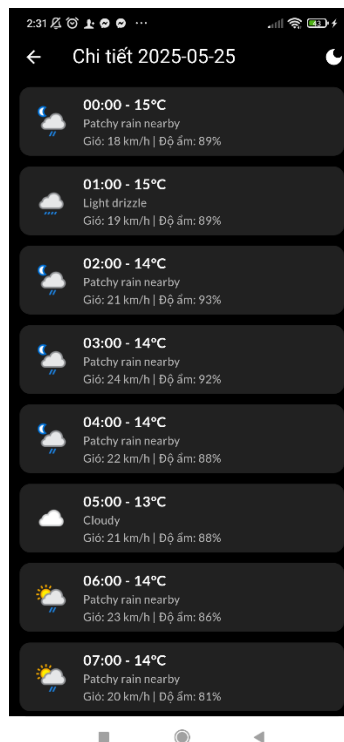 2:31
43
Chi tiết 2025-05-25
00:00 - 15°C
Patchy rain nearby
Gió: 18 km/h | Độ ẩm: 89%
01:00 - 15°C
Light drizzle
Gió: 19 km/h | Độ ẩm: 89%
02:00 - 14°C
Patchy rain nearby
Gió: 21 km/h | Độ ẩm: 93%
03:00 - 14°C
Patchy rain nearby
Gió: 24 km/h | Độ ẩm: 92%
04:00 - 14°C
Patchy rain nearby
Gió: 22 km/h | Độ ẩm: 88%
05:00 - 13°C
Cloudy
Gió: 21 km/h | Độ ẩm: 88%
06:00 - 14°C
Patchy rain nearby
Gió: 23 km/h | Độ ẩm: 86%
07:00 - 14°C
Patchy rain nearby
Gió: 20 km/h | Độ ẩm: 81%